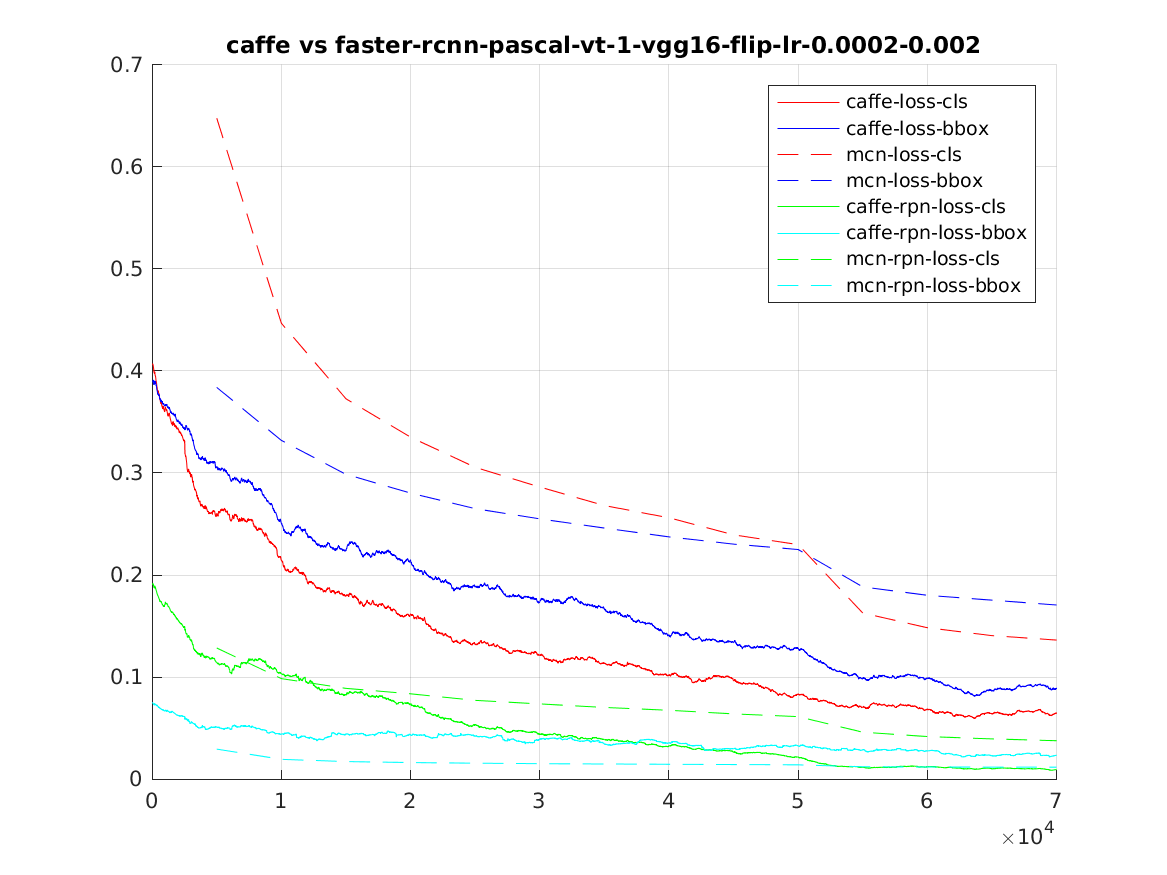 caffe vs faster-rcnn-pascal-vt-1-vgg16-flip-lr-0.0002-0.002
0.7
0.6
0.5
0.4
0.3
0.2
0.1
0
caffe-loss-cls
caffe-loss-bbox
mcn-loss-cls
mcn-loss-bbox
caffe-rpn-loss-cls
caffe-rpn-loss-bbox
mcn-rpn-loss-cls
mcn-rpn-loss-bbox
0 1 2 3 4 5 6 7
×10⁴